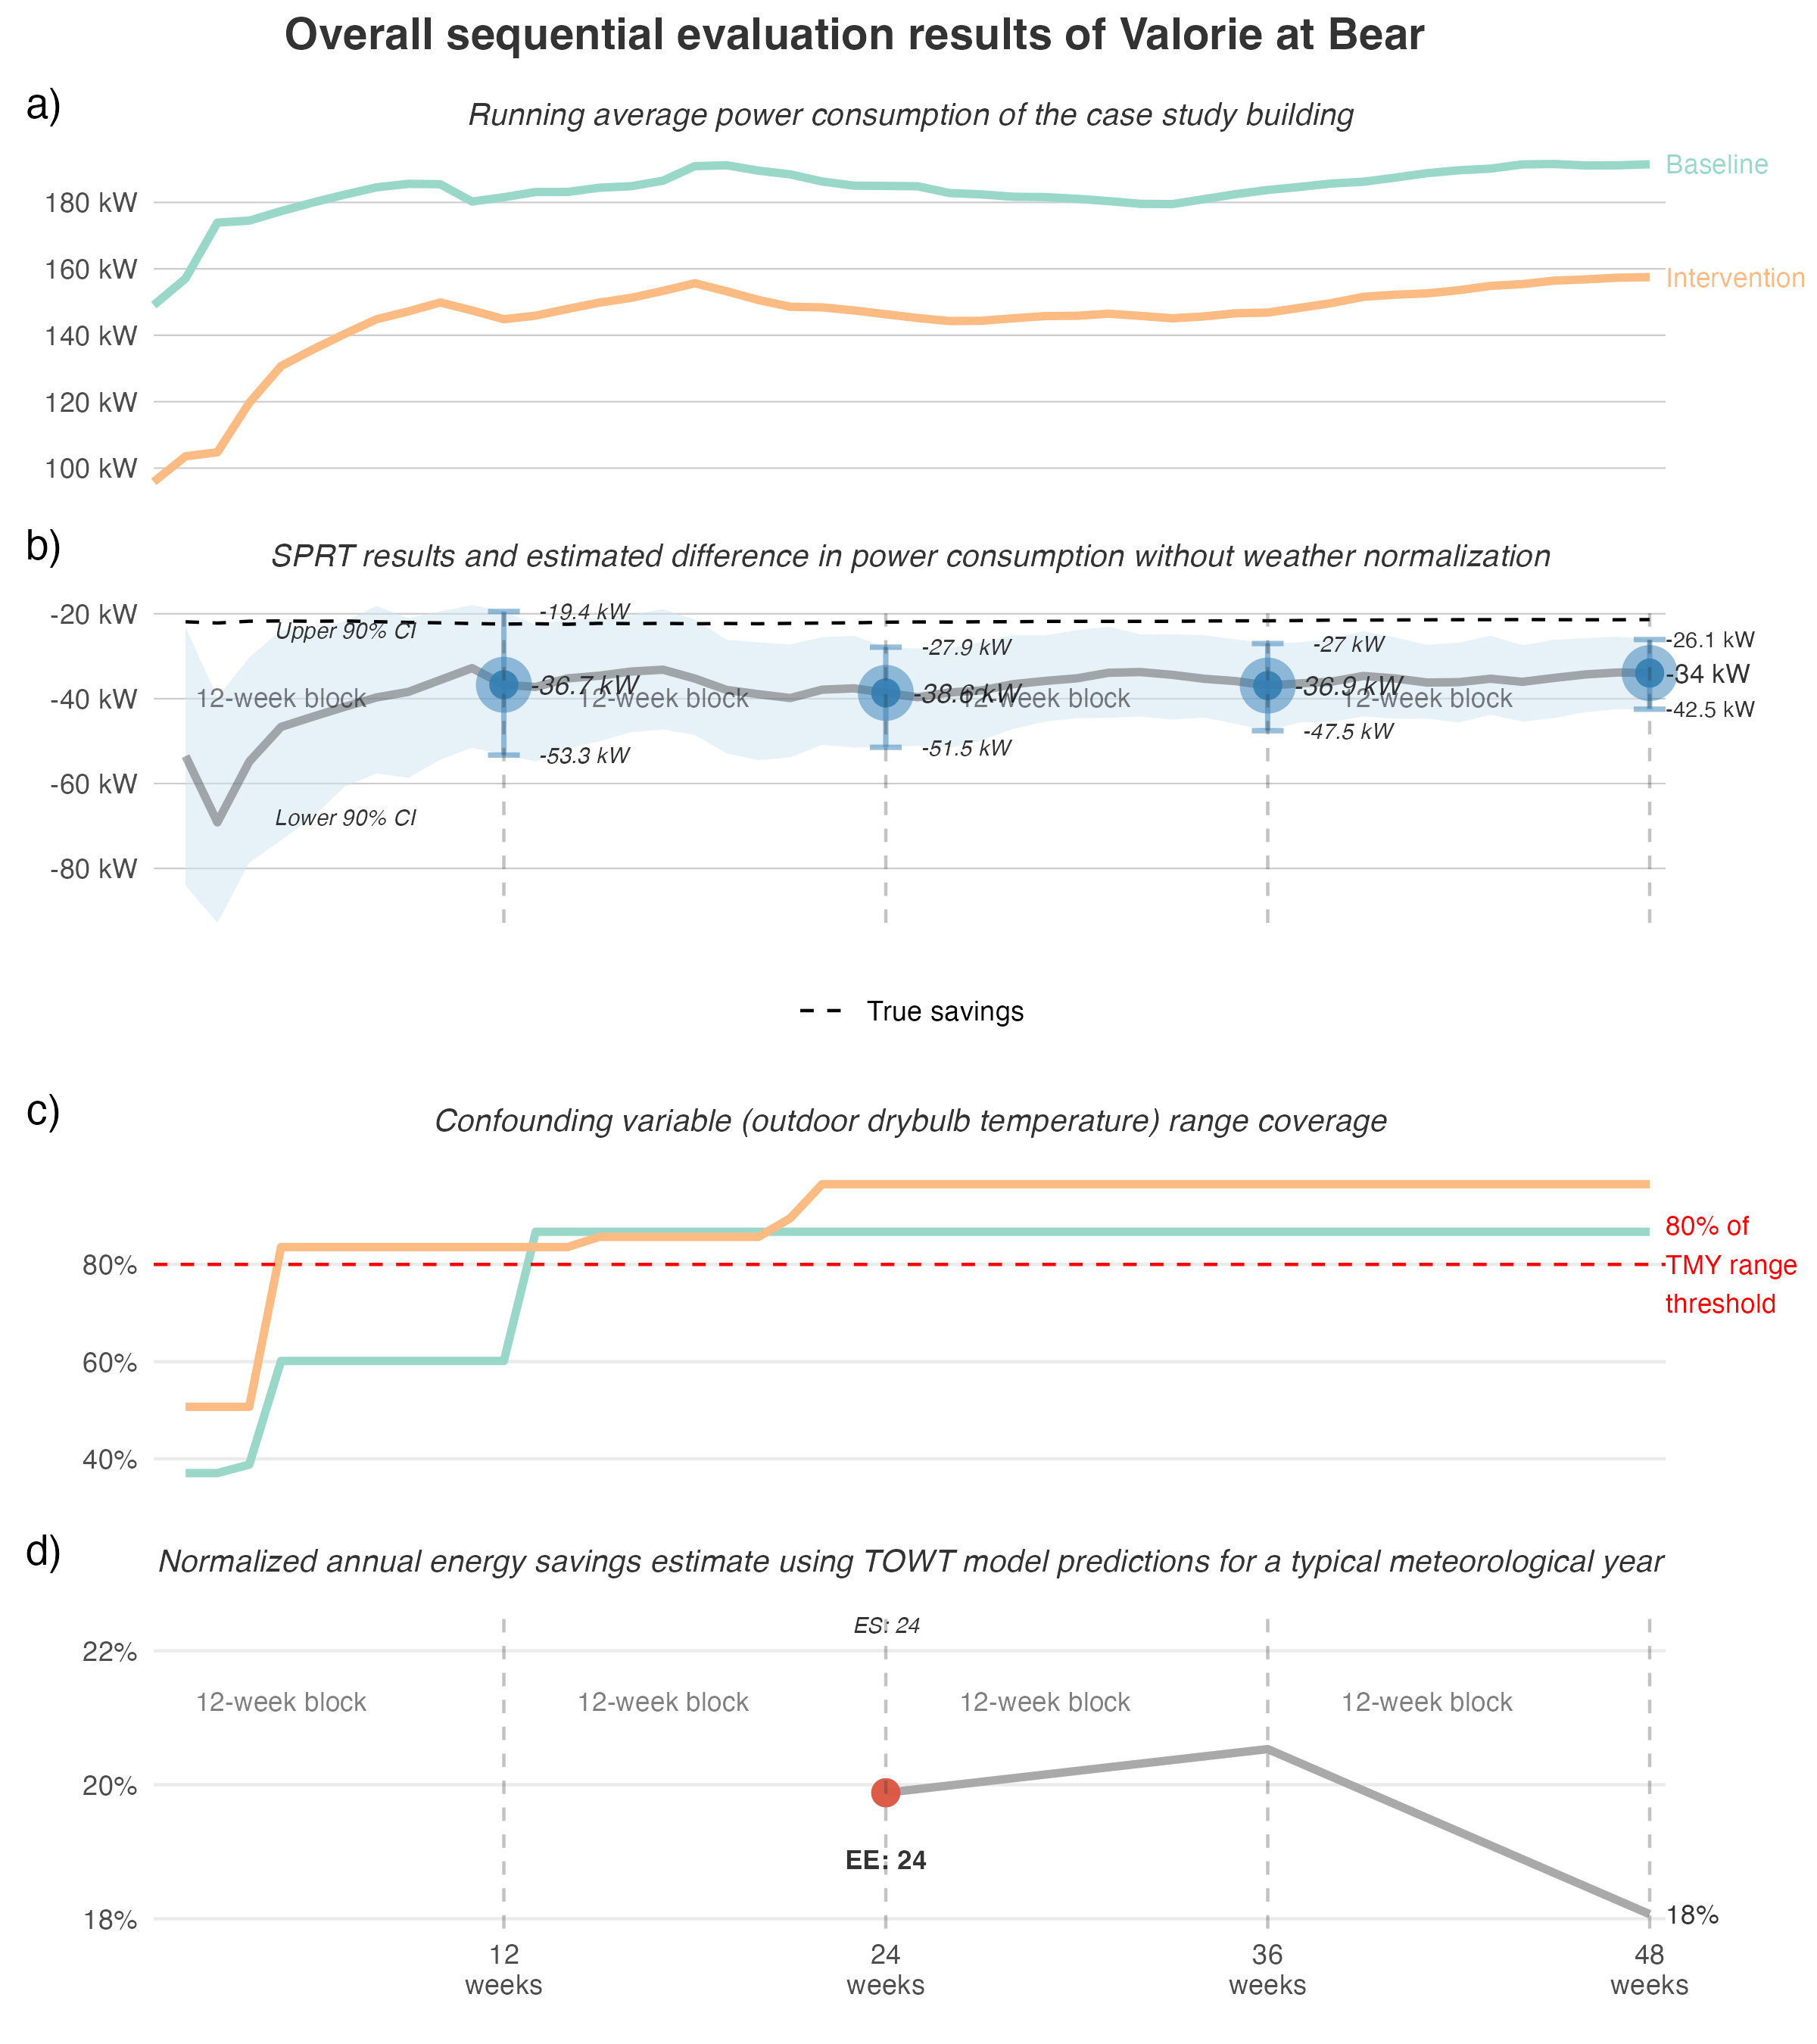 Overall sequential evaluation results of Valorie at Bear
a)
Running average power consumption of the case study building
180 kW
160 kW
140 kW
120 kW
100 kW
Baseline
Intervention
b)
SPRT results and estimated difference in power consumption without weather normalization
-20 kW
-40 kW
-60 kW
-80 kW
Upper 90% CI
Lower 90% CI
12-week block
12-week block
12-week block
12-week block
-19.4 kW
-36.7 kW
-53.3 kW
-27.9 kW
-38.6 kW
-51.5 kW
-27 kW
-36.9 kW
-47.5 kW
-26.1 kW
-34 kW
-42.5 kW
True savings
c)
Confounding variable (outdoor drybulb temperature) range coverage
80%
60%
40%
80% of
TMY range
threshold
d)
Normalized annual energy savings estimate using TOWT model predictions for a typical meteorological year
22%
20%
18%
ES: 24
12-week block
12-week block
12-week block
12-week block
EE: 24
18%
12
weeks
24
weeks
36
weeks
48
weeks